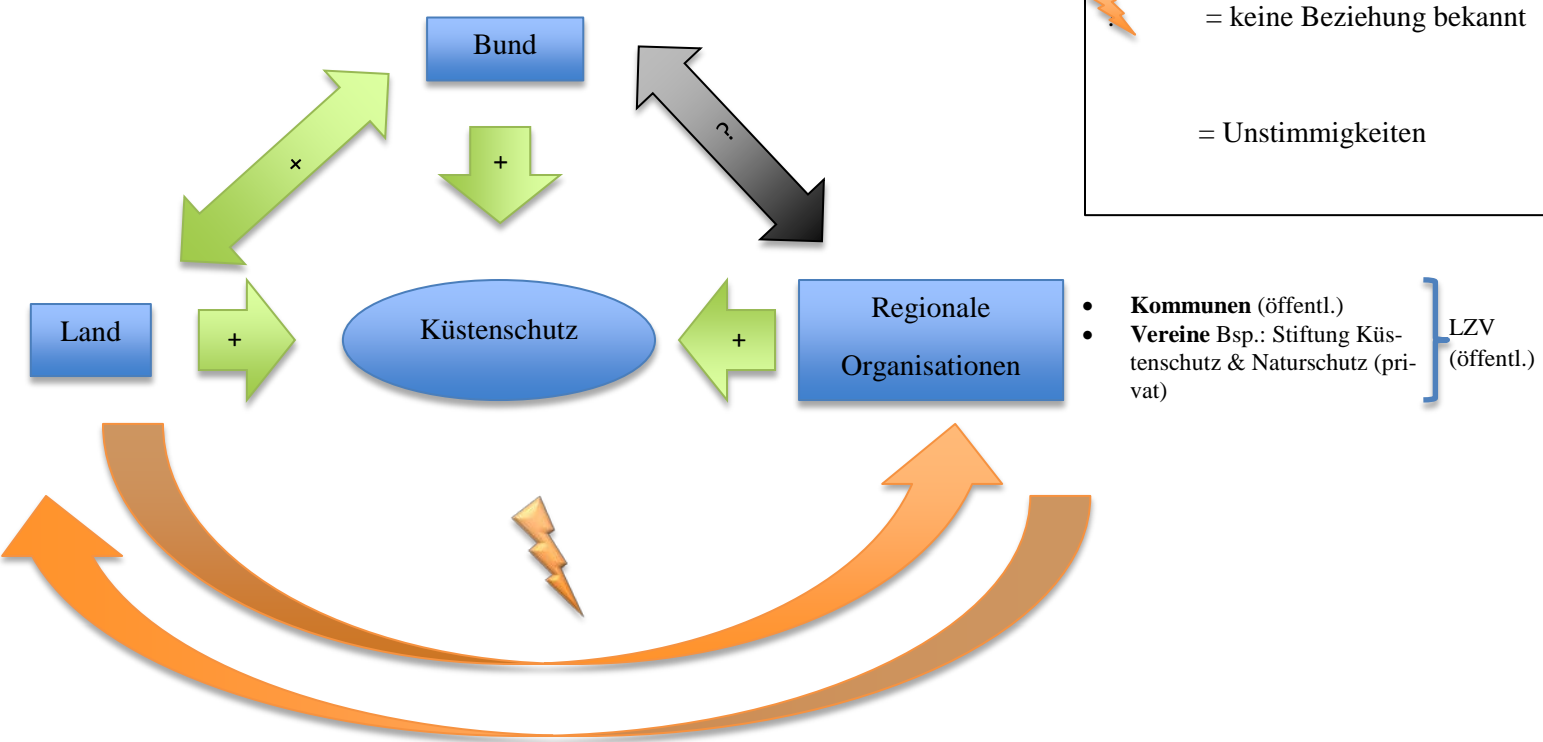 = keine Beziehung bekannt
= Unstimmigkeiten
Bund
+
+
?
Land
+
Küstenschutz
+
Regionale
Organisationen
• Kommunen (öffentl.)
• Vereine Bsp.: Stiftung Küs-
tenschutz & Naturschutz (pri-
vat)
LZV
(öffentl.)